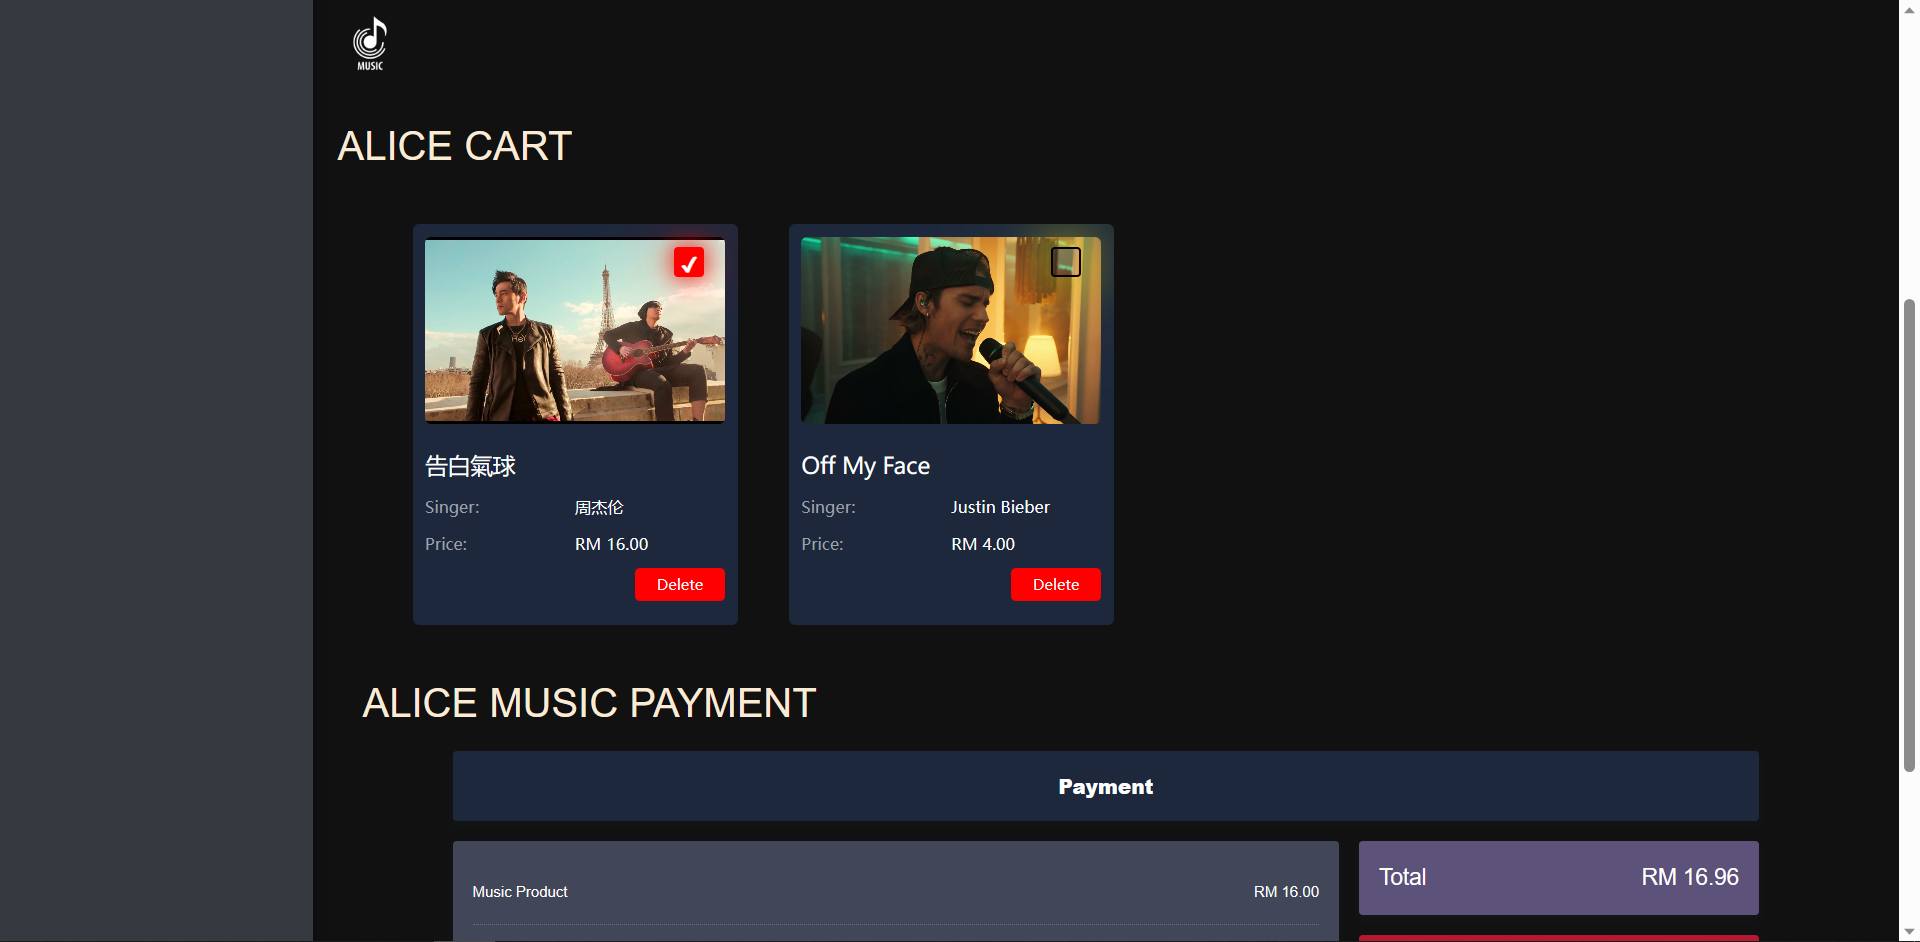 MUSIC
ALICE CART
告白氣球
Singer: 周杰伦
Price: RM 16.00
Delete
Off My Face
Singer: Justin Bieber
Price: RM 4.00
Delete
ALICE MUSIC PAYMENT
Payment
Music Product RM 16.00
Total RM 16.96